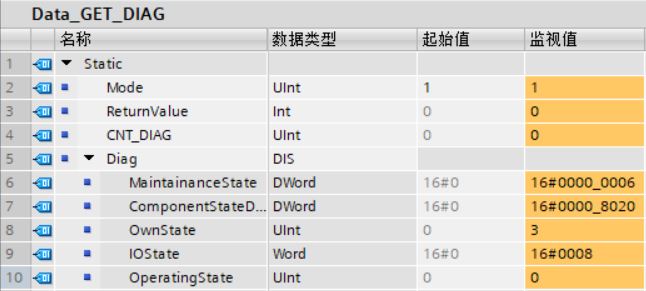 Data_GET_DIAG
名称 数据类型 起始值 监视值
1 Static
2 Mode UInt 1 1
3 ReturnValue Int 0 0
4 CNT_DIAG UInt 0 0
5 Diag DIS
6 MaintainanceState DWord 16#0 16#0000_0006
7 ComponentStateD... DWord 16#0 16#0000_8020
8 OwnState UInt 0 3
9 IOState Word 16#0 16#0008
10 OperatingState UInt 0 0